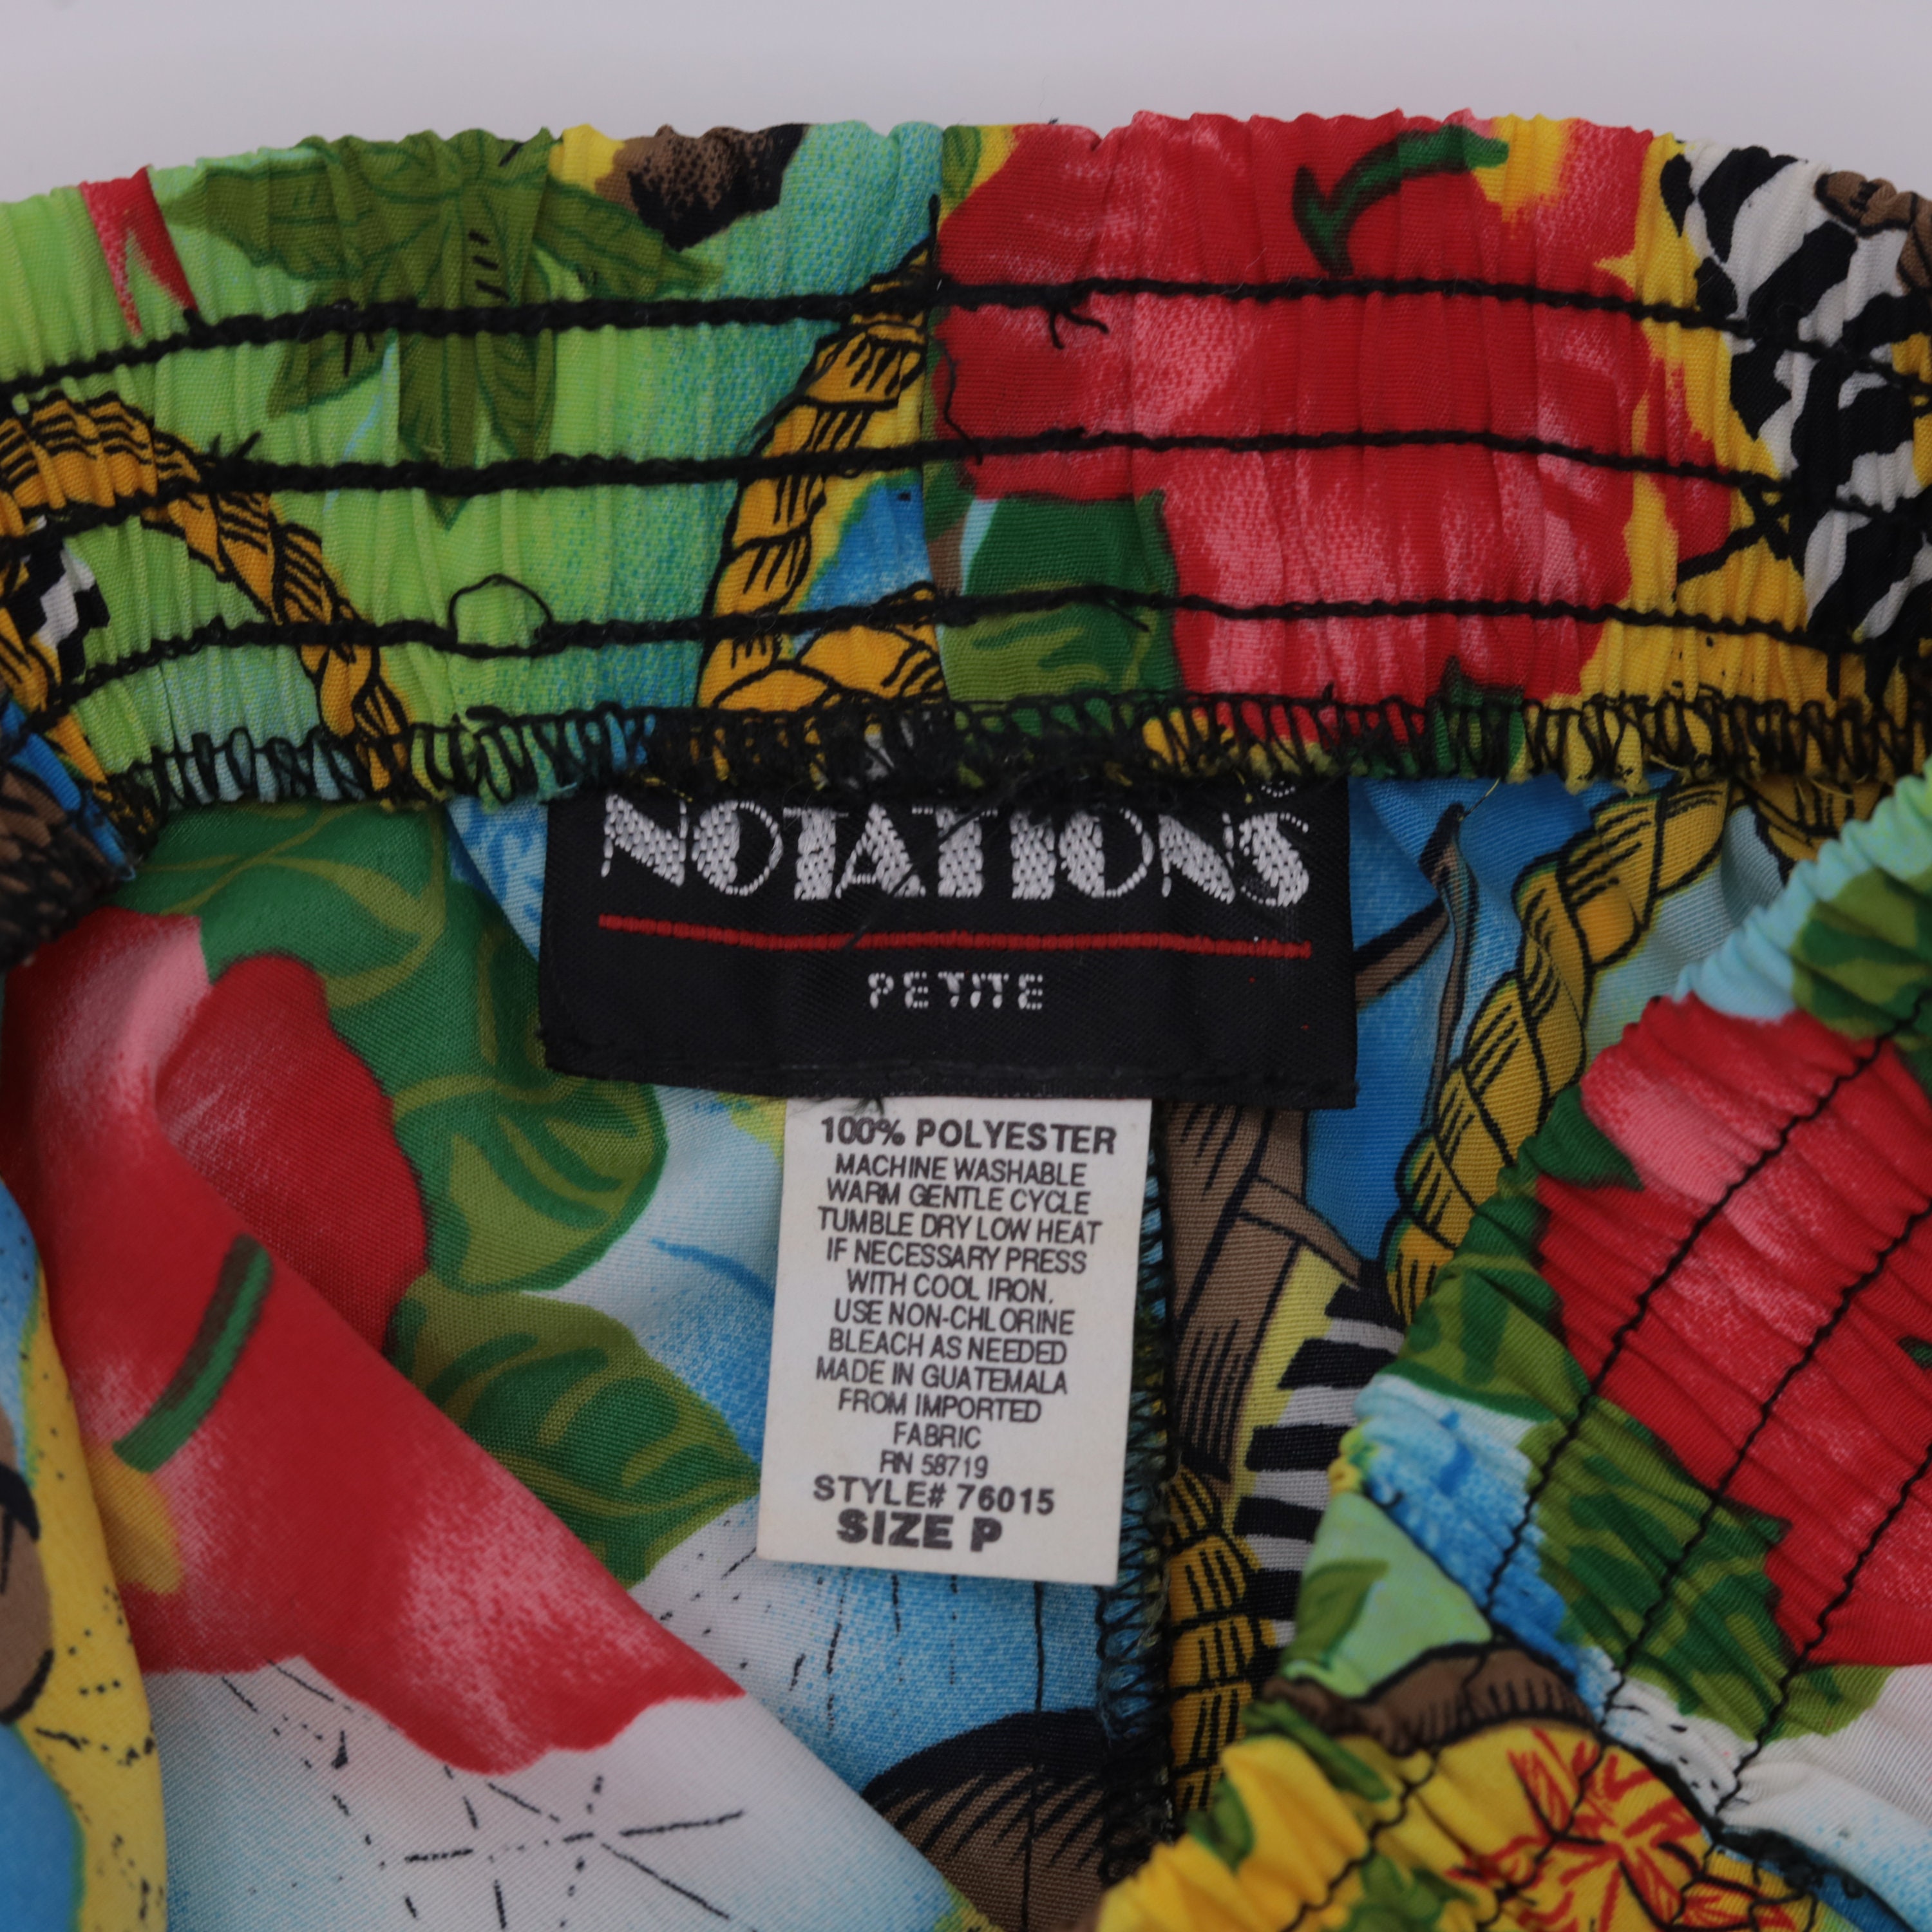 NOTATIONS
PETITE
100% POLYESTER
MACHINE WASHABLE
WARM GENTLE CYCLE
TUMBLE DRY LOW HEAT
IF NECESSARY PRESS
WITH COOL IRON.
USE NON-CHLORINE
BLEACH AS NEEDED
MADE IN GUATEMALA
FROM IMPORTED
FABRIC
RN 58719
STYLE# 76015
SIZE P